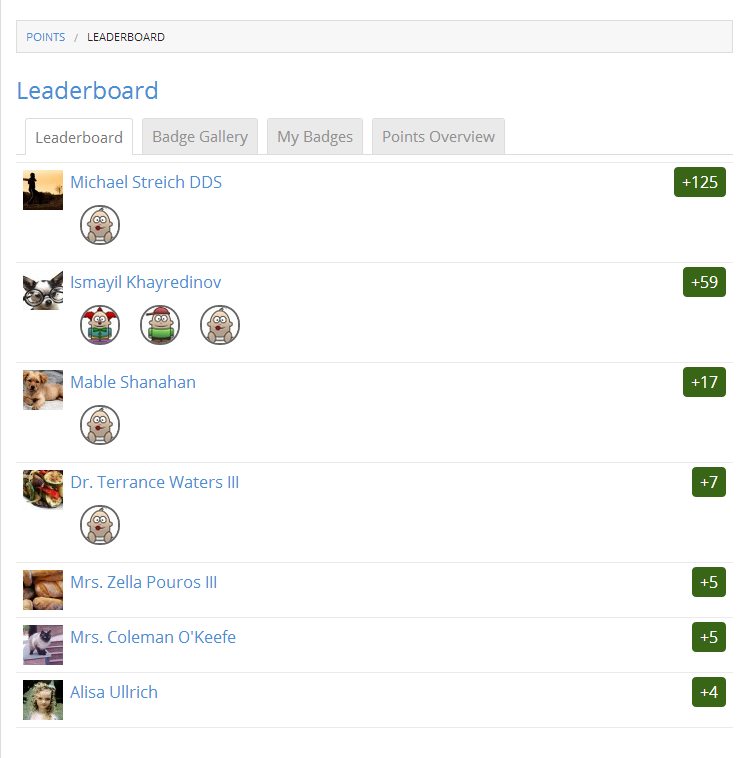 POINTS / LEADERBOARD
Leaderboard
Leaderboard Badge Gallery My Badges Points Overview
Michael Streich DDS +125
Ismayil Khayredinov +59
Mable Shanahan +17
Dr. Terrance Waters III +7
Mrs. Zella Pouros III +5
Mrs. Coleman O'Keefe +5
Alisa Ullrich +4